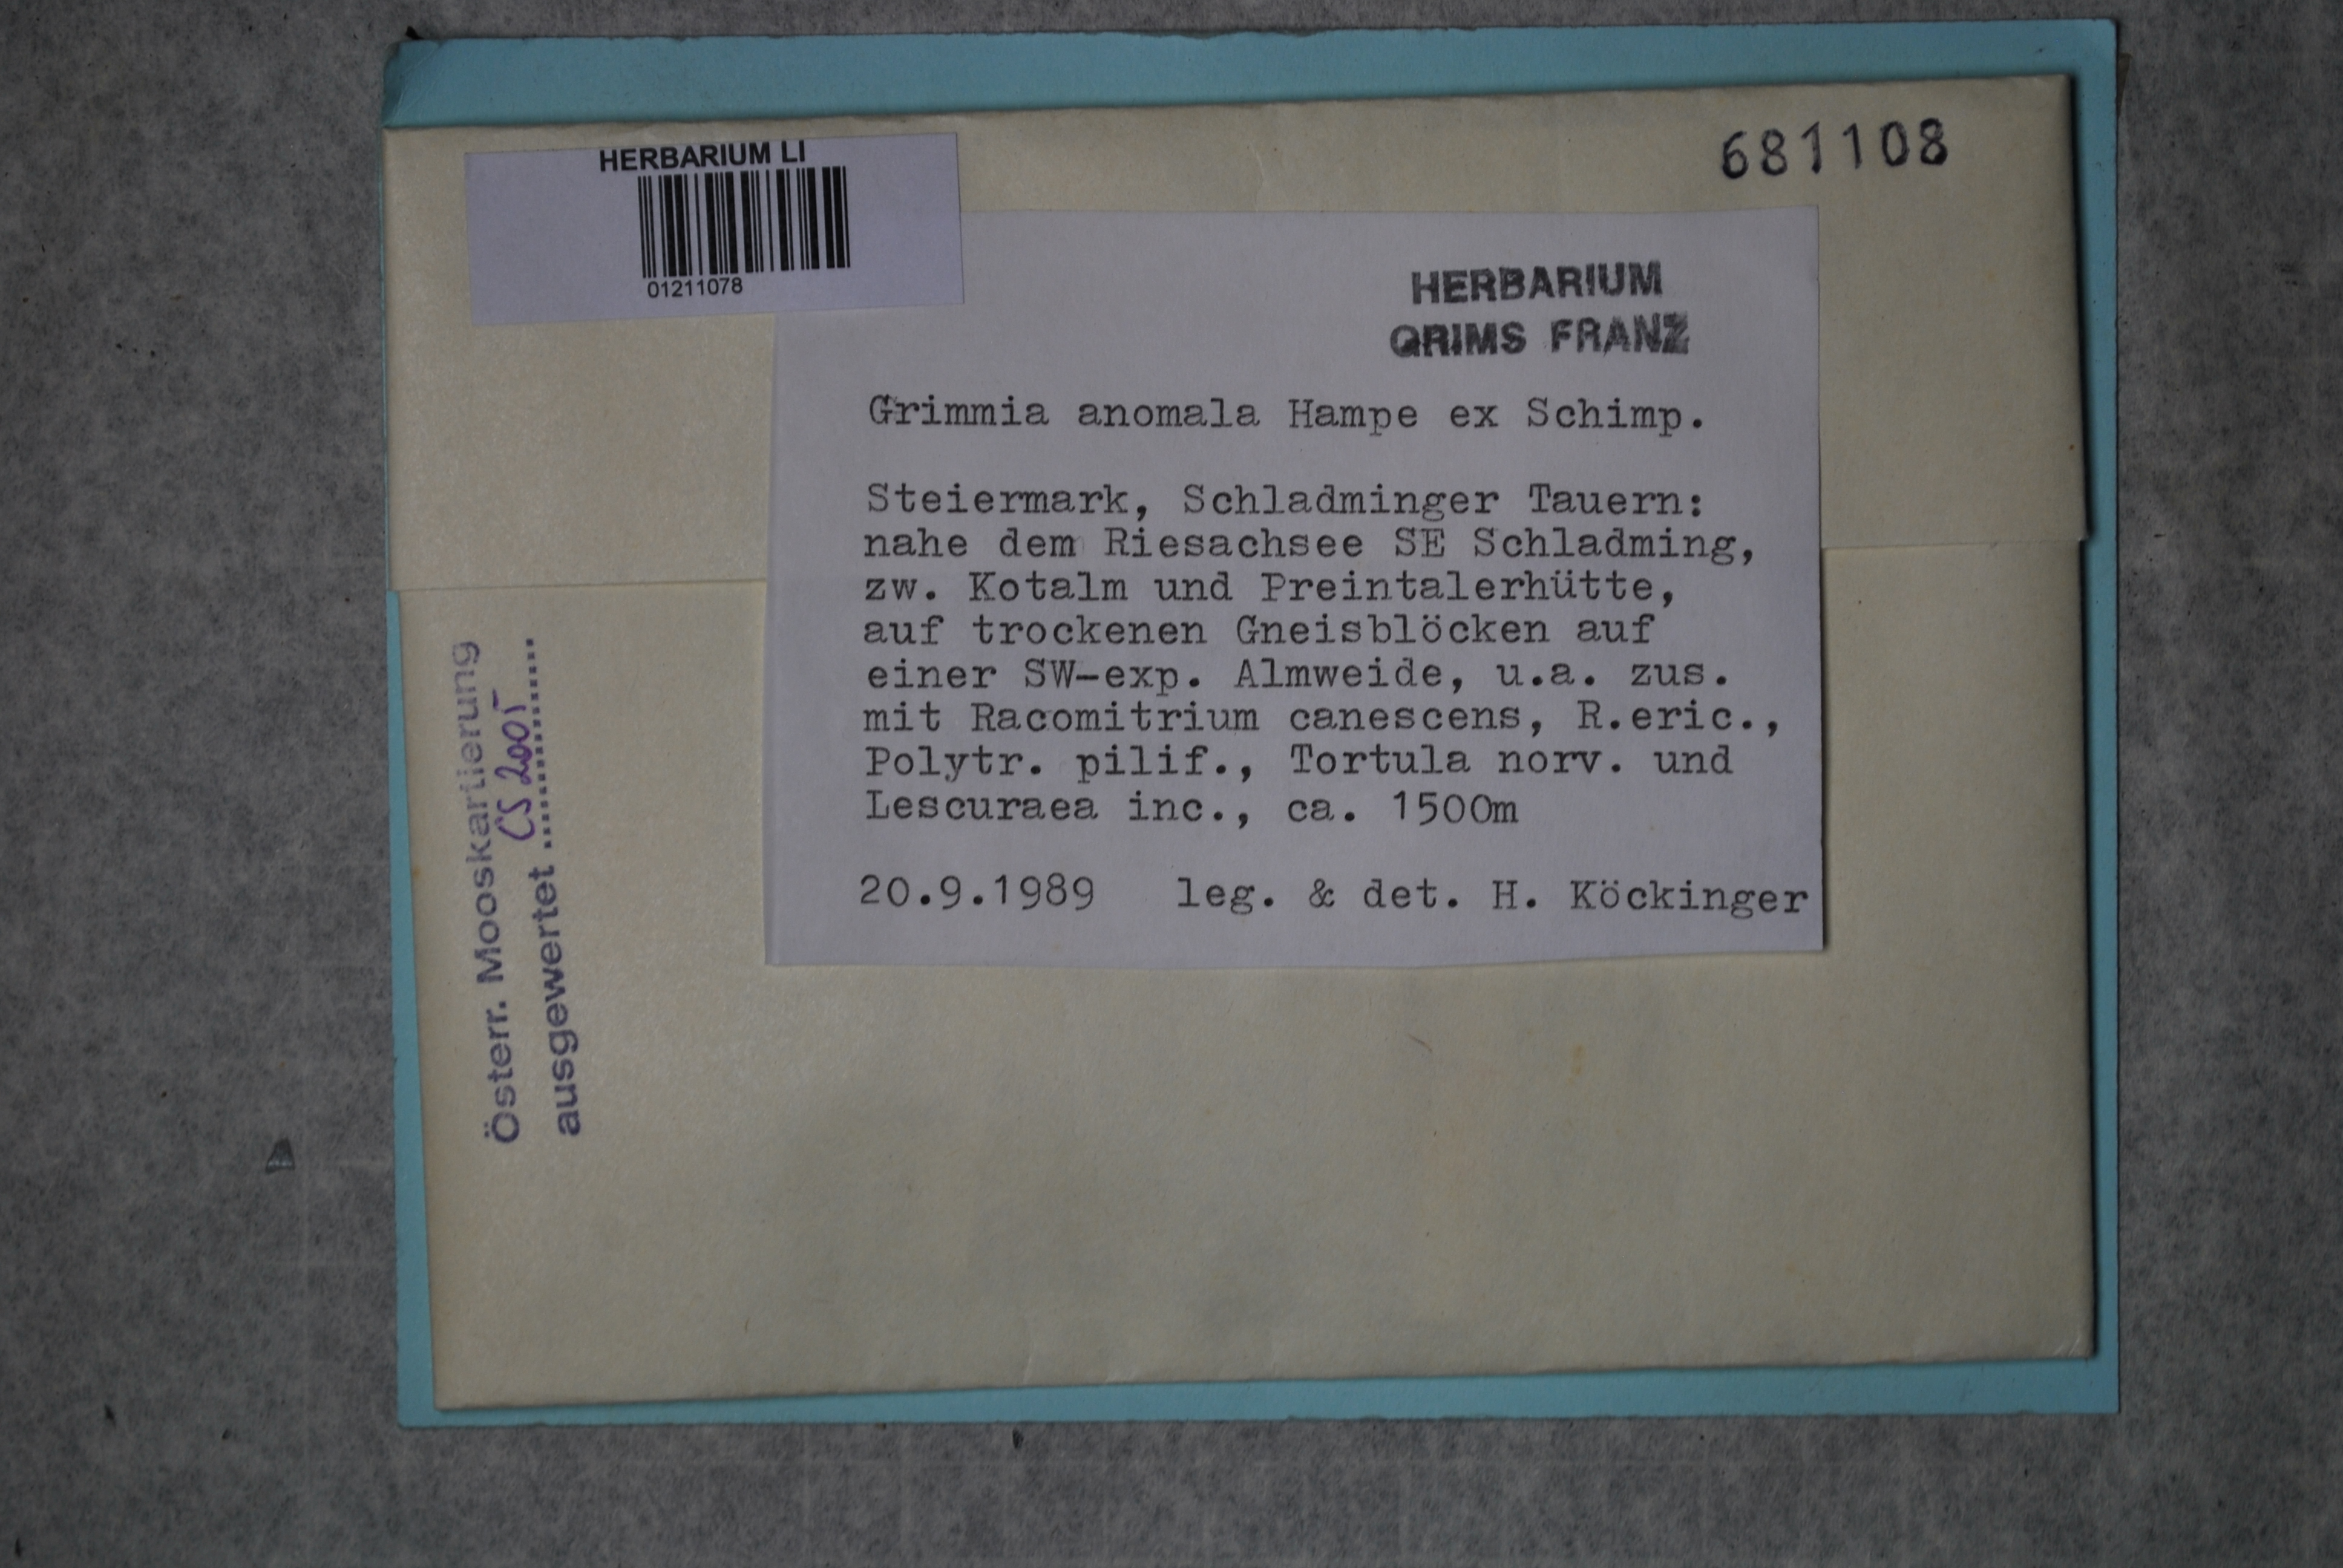 HERBARIUM LI
01211078
681108
HERBARIUM
GRIMS FRANZ
Grimmia anomala Hampe ex Schimp.
Steiermark, Schladminger Tauern:
nahe dem Riesachsee SE Schladming,
zw. Kotalm und Preintalerhütte,
auf trockenen Gneisblöcken auf
einer SW-exp. Almweide, u.a. zus.
mit Racomitrium canescens, R.eric.,
Polytr. pilif., Tortula norv. und
Lescuraea inc., ca. 1500m
20.9.1989 leg. & det. H. Köckinger
Österr. Mooskartierung
ausgewertet CS 2005